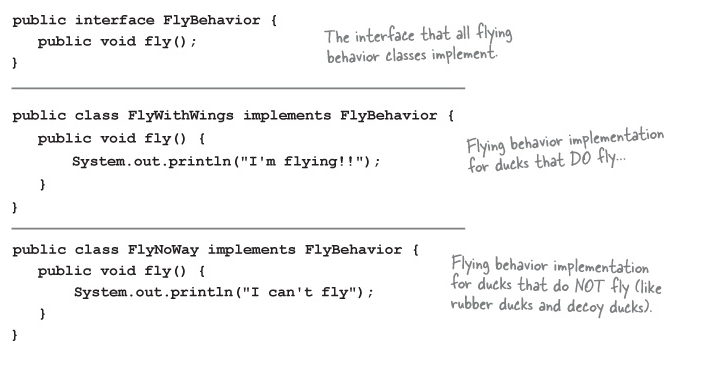 public interface FlyBehavior {
public void fly();
}
The interface that all flying
behavior classes implement.
public class FlyWithWings implements FlyBehavior {
public void fly() {
System.out.println("I'm flying!!");
}
}
Flying behavior implementation
for ducks that DO fly...
public class FlyNoWay implements FlyBehavior {
public void fly() {
System.out.println("I can't fly");
}
}
Flying behavior implementation
for ducks that do NOT fly (like
rubber ducks and decoy ducks).